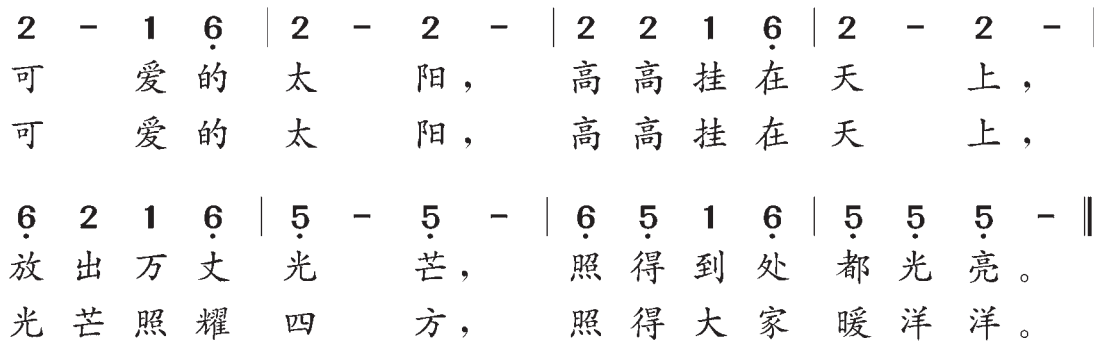 2 - 1 6̣ | 2 - 2 - | 2 2 1 6̣ | 2 - 2 - |
可 爱的 太 阳， 高高挂在 天 上，
可 爱的 太 阳， 高高挂在 天 上，
6̣ 2 1 6̣ | 5̣ - 5̣ - | 6̣ 5̣ 1 6̣ | 5̣ 5̣ 5̣ - ‖
放出万丈 光 芒， 照得到处 都光亮。
光芒照耀 四 方， 照得大家 暖洋洋。